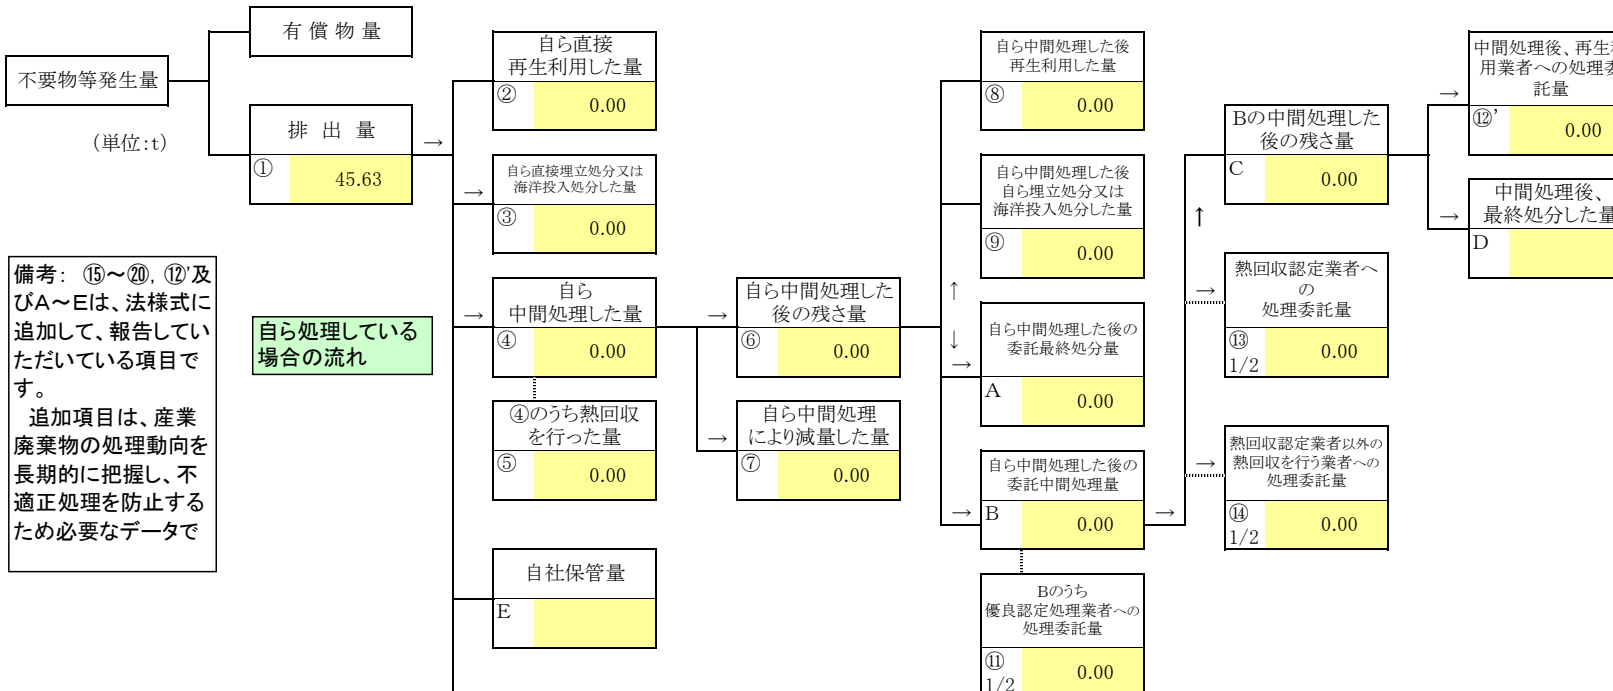 有 償 物 量
不要物等発生量
(単位:t)
排 出 量
→
①
45.63
備考： ⑮～⑳, ⑫'及
びA～Eは、法様式に
追加して、報告してい
ただいている項目で
す。
追加項目は、産業
廃棄物の処理動向を
長期的に把握し、不
適正処理を防止する
ため必要なデータで
自ら処理している
場合の流れ
自ら直接
再生利用した量
②
0.00
→
自ら直接埋立処分又は
海洋投入処分した量
③
0.00
→
自ら
中間処理した量
④
0.00
④のうち熱回収
を行った量
⑤
0.00
自社保管量
E
→
自ら中間処理した
後の残さ量
⑥
0.00
→
自ら中間処理
により減量した量
⑦
0.00
自ら中間処理した後
再生利用した量
⑧
0.00
自ら中間処理した後
自ら埋立処分又は
海洋投入処分した量
⑨
0.00
↑
↓
→
自ら中間処理した後の
委託最終処分量
A
0.00
自ら中間処理した後の
委託中間処理量
→
B
0.00
→
Bのうち
優良認定処理業者への
処理委託量
⑪
1/2
0.00
Bの中間処理した
後の残さ量
C
0.00
↑
→
熱回収認定業者へ
の
処理委託量
⑬
1/2
0.00
→
熱回収認定業者以外の
熱回収を行う業者への
処理委託量
⑭
1/2
0.00
→
中間処理後、再生利
用業者への処理委
託量
⑫'
0.00
→
中間処理後、
最終処分した量
D